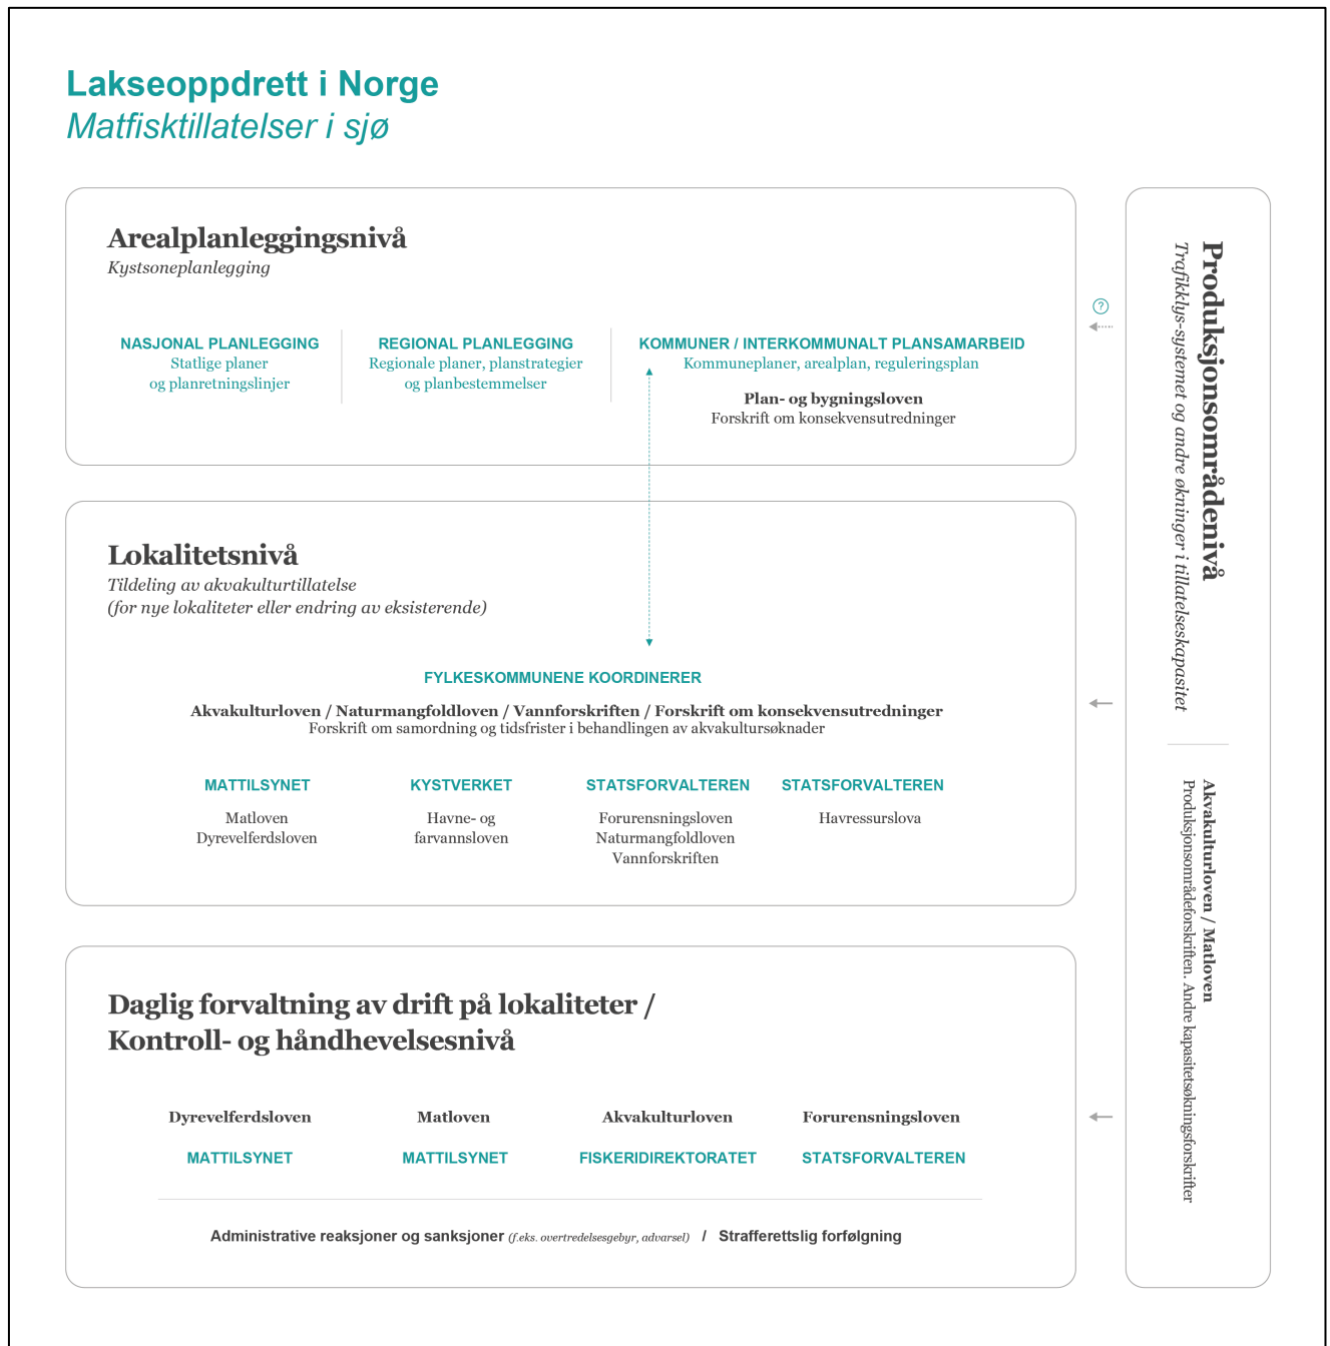 Lakseoppdrett i Norge
Matfisktillatelser i sjø
Arealplanleggingsnivå
Kystsoneplanlegging
NASJONAL PLANLEGGING
Statlige planer
og planretningslinjer
REGIONAL PLANLEGGING
Regionale planer, planstrategier
og planbestemmelser
KOMMUNER / INTERKOMMUNALT PLANSAMARBEID
Kommuneplaner, arealplan, reguleringsplan
Plan- og bygningsloven
Forskrift om konsekvensutredninger
Lokalitetsnivå
Tildeling av akvakulturtillatelse
(for nye lokaliteter eller endring av eksisterende)
FYLKESKOMMUNENE KOORDINERER
Akvakulturloven / Naturmangfoldloven / Vannforskriften / Forskrift om konsekvensutredninger
Forskrift om samordning og tidsfrister i behandlingen av akvakultursøknader
MATTILSYNET
Matloven
Dyrevelferdsloven
KYSTVERKET
Havne- og
farvannsloven
STATSFORVALTEREN
Forurensningsloven
Naturmangfoldloven
Vannforskriften
STATSFORVALTEREN
Havressurslova
Daglig forvaltning av drift på lokaliteter /
Kontroll- og håndhevelsesnivå
Dyrevelferdsloven
MATTILSYNET
Matloven
MATTILSYNET
Akvakulturloven
FISKERIDIREKTORATET
Forurensningsloven
STATSFORVALTEREN
Administrative reaksjoner og sanksjoner (f.eks. overtredelsesgebyr, advarsel) / Strafferettslig forfølgning
?
Produksjonsområdenivå
Trafikklys-systemet og andre økninger i tillatelseskapasitet
Akvakulturloven / Matloven
Produksjonsområdeforskriften. Andre kapasitetsøkningsforskrifter